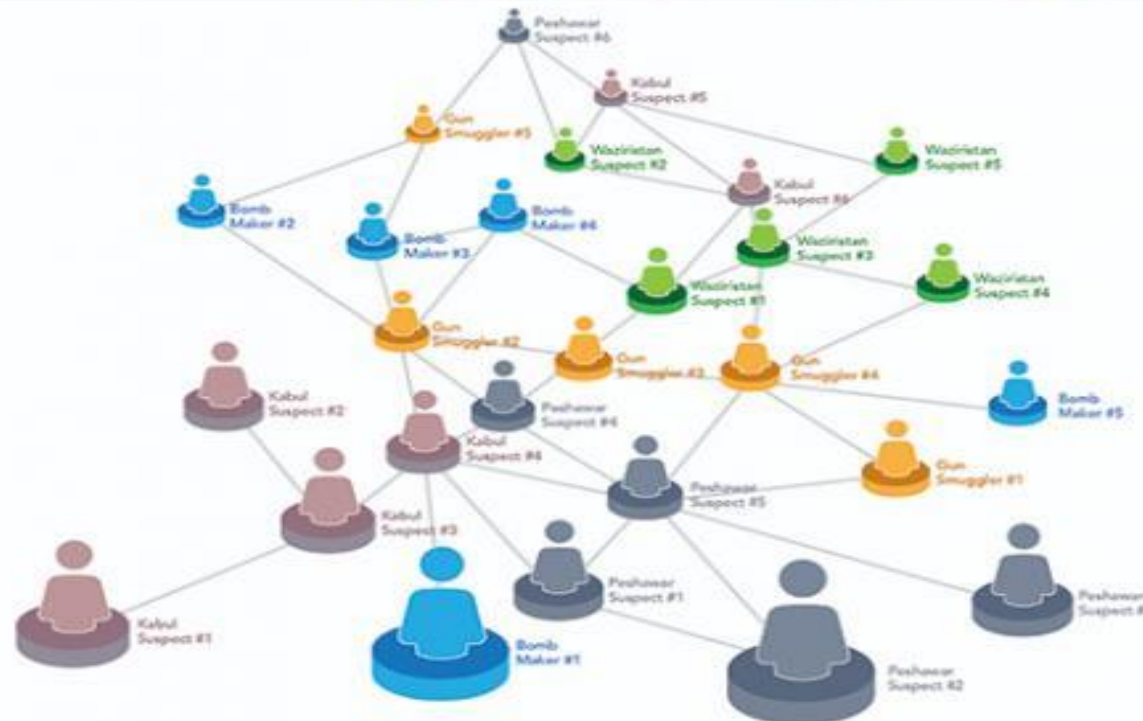 Peshawar
Suspect #6
Kabul
Suspect #5
Gun
Smuggler #5
Waziristan
Suspect #2
Waziristan
Suspect #5
Kabul
Suspect #6
Bomb
Maker #2
Bomb
Maker #4
Bomb
Maker #3
Waziristan
Suspect #3
Waziristan
Suspect #1
Waziristan
Suspect #4
Gun
Smuggler #2
Gun
Smuggler
Gun
Smuggler #4
Kabul
Suspect #2
Peshawar
Suspect #4
Bomb
Maker #5
Kabul
Suspect #4
Gun
Smuggler #1
Peshawar
Suspect #5
Kabul
Suspect #3
Peshawar
Suspect #1
Peshawar
Suspect #
Kabul
Suspect #1
Bomb
Maker #1
Peshawar
Suspect #2